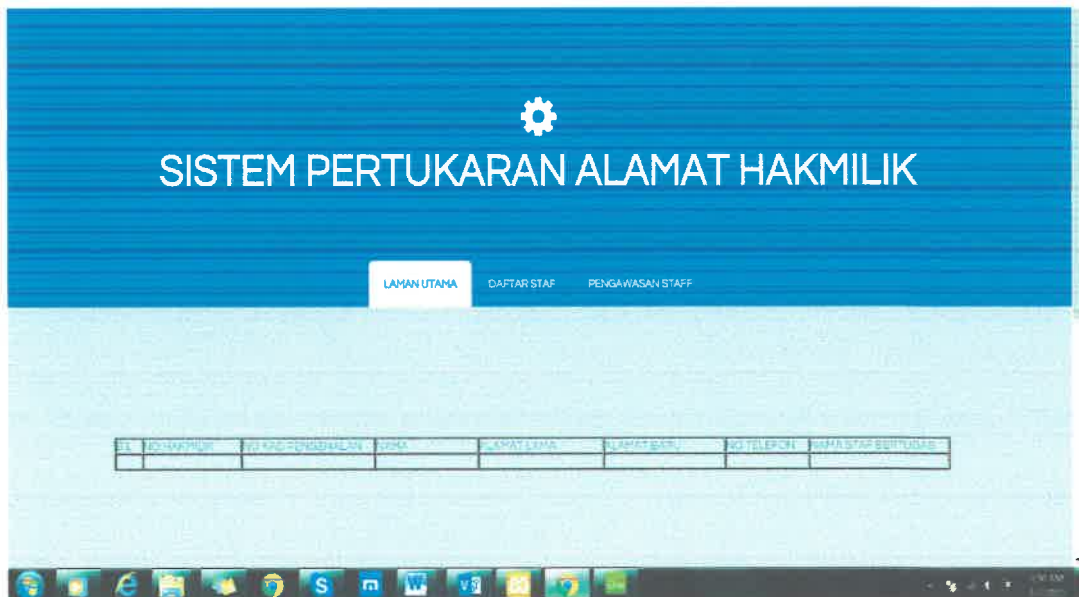 SISTEM PERTUKARAN ALAMAT HAKMILIK
LAMAN UTAMA DAFTAR STAF PENGAWASAN STAFF
BIL NO HAKMILIK NO KAD PENGENALAN NAMA ALAMAT LAMA ALAMAT BARU NO TELEFON NAMA STAF BERTUGAS